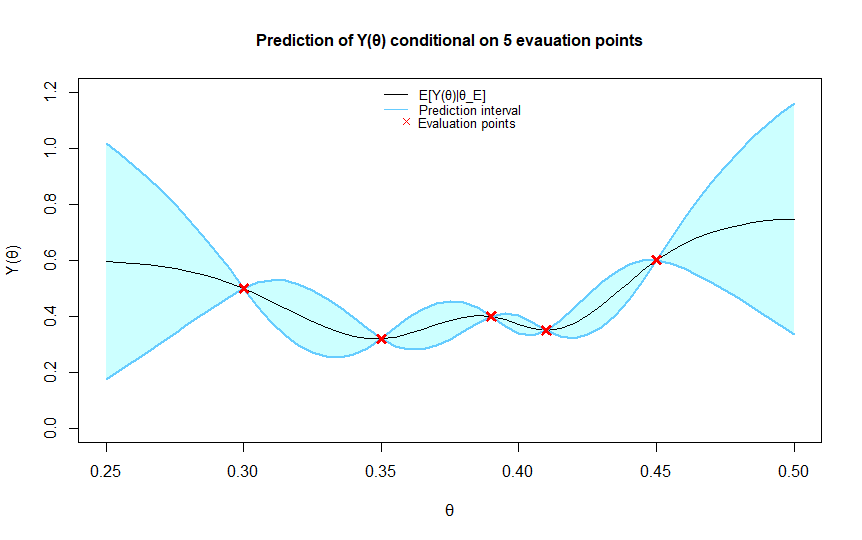 Prediction of Y(θ) conditional on 5 evauation points
E[Y(θ)|θ_E]
Prediction interval
Evaluation points
Y(θ)
1.2
1.0
0.8
0.6
0.4
0.2
0.0
0.25 0.30 0.35 0.40 0.45 0.50
θ